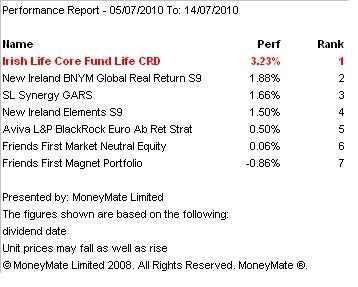 Performance Report - 05/07/2010 To: 14/07/2010
Name Perf Rank
Irish Life Core Fund Life CRD 3.23% 1
New Ireland BNYM Global Real Return S9 1.88% 2
SL Synergy GARS 1.66% 3
New Ireland Elements S9 1.50% 4
Aviva L&P BlackRock Euro Ab Ret Strat 0.50% 5
Friends First Market Neutral Equity 0.06% 6
Friends First Magnet Portfolio -0.86% 7
Presented by: MoneyMate Limited
The figures shown are based on the following:
dividend date
Unit prices may fall as well as rise
© MoneyMate Limited 2008. All Rights Reserved. MoneyMate ®.